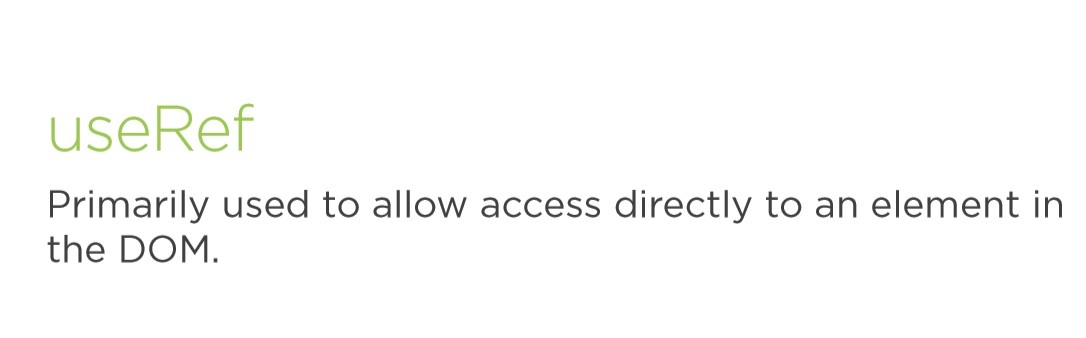 useRef
Primarily used to allow access directly to an element in
the DOM.